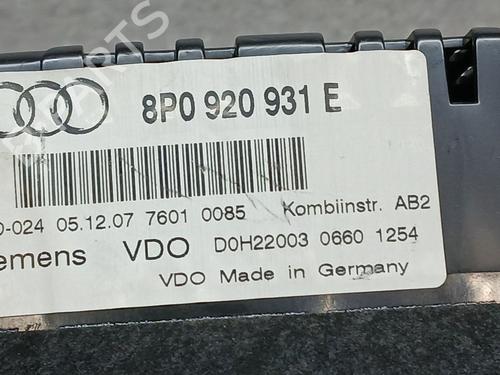 8P0 920 931 E
0-024 05.12.07 7601 0085 Kombiinstr. AB2
emens VDO D0H22003 0660 1254
VDO Made in Germany